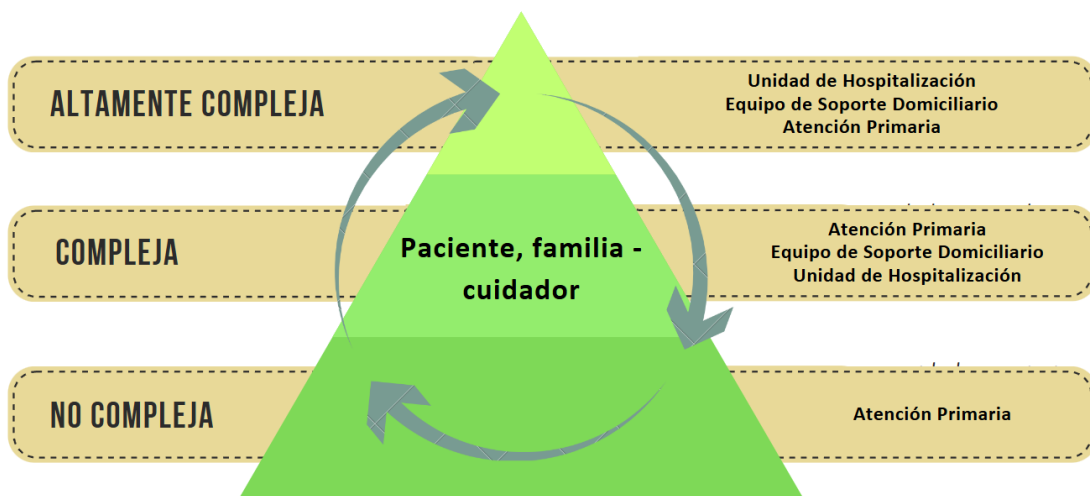 ALTAMENTE COMPLEJA
Unidad de Hospitalización
Equipo de Soporte Domiciliario
Atención Primaria
COMPLEJA
Paciente, familia -
cuidador
Atención Primaria
Equipo de Soporte Domiciliario
Unidad de Hospitalización
NO COMPLEJA
Atención Primaria